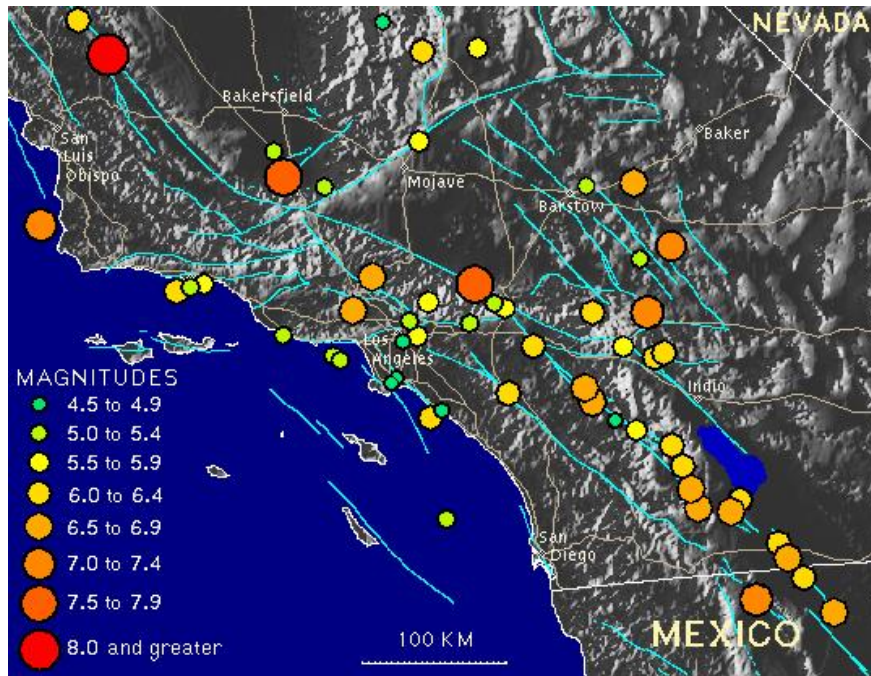 NEVADA
Bakersfield
Baker
San
Luis
Obispo
Mojave
Barstow
Los
Angeles
Indio
MAGNITUDES
4.5 to 4.9
5.0 to 5.4
5.5 to 5.9
6.0 to 6.4
6.5 to 6.9
7.0 to 7.4
7.5 to 7.9
8.0 and greater
San
Diego
100 KM
MEXICO